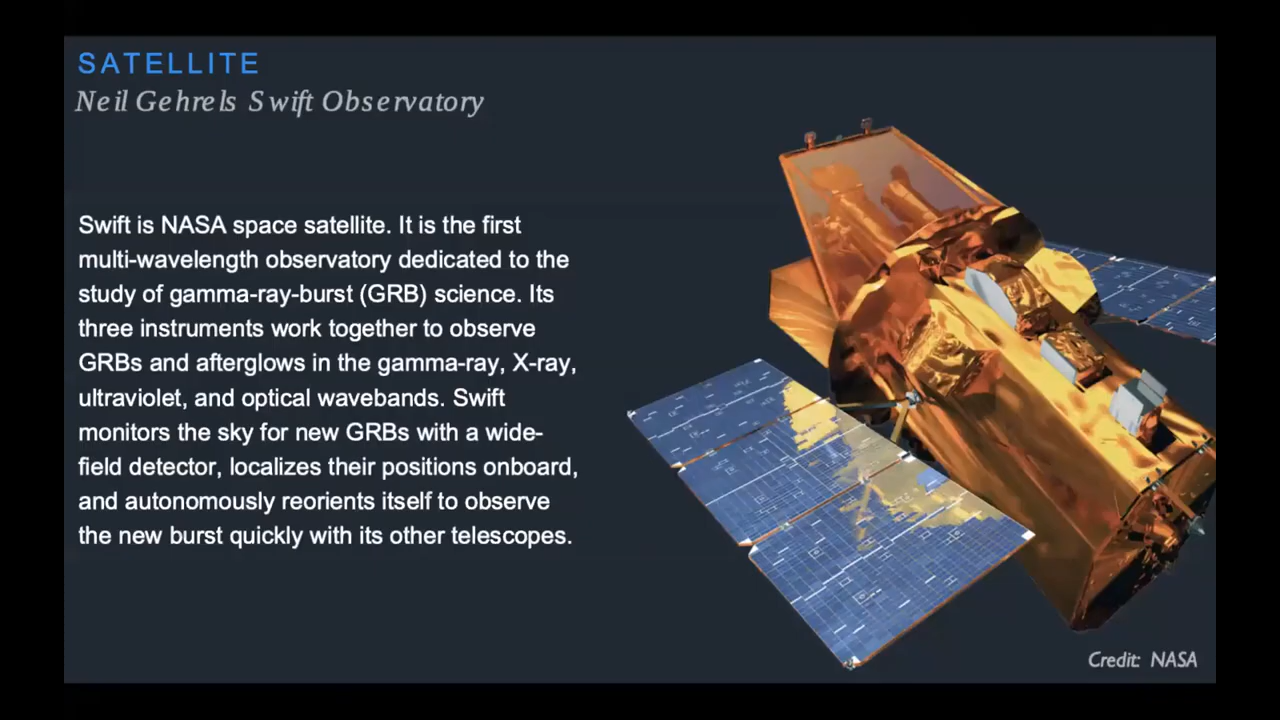 SATELLITE
Neil Gehrels Swift Observatory
Swift is NASA space satellite. It is the first
multi-wavelength observatory dedicated to the
study of gamma-ray-burst (GRB) science. Its
three instruments work together to observe
GRBs and afterglows in the gamma-ray, X-ray,
ultraviolet, and optical wavebands. Swift
monitors the sky for new GRBs with a wide-
field detector, localizes their positions onboard,
and autonomously reorients itself to observe
the new burst quickly with its other telescopes.
Credit: NASA